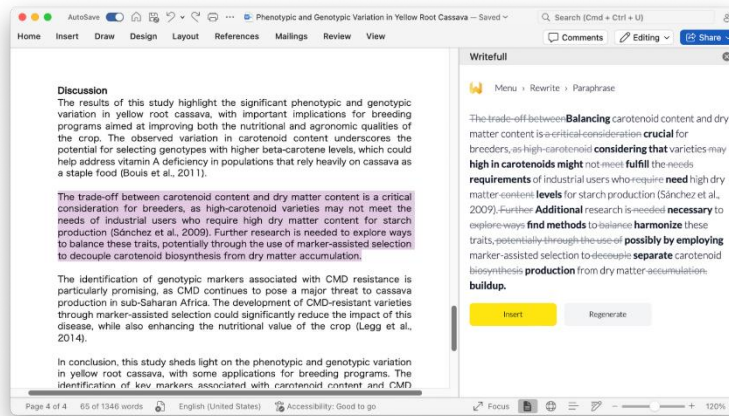 AutoSave
Phenotypic and Genotypic Variation in Yellow Root Cassava — Saved
Search (Cmd + Ctrl + U)
Home Insert Draw Design Layout References Mailings Review View
Comments Editing Share
Discussion
The results of this study highlight the significant phenotypic and genotypic
variation in yellow root cassava, with important implications for breeding
programs aimed at improving both the nutritional and agronomic qualities of
the crop. The observed variation in carotenoid content underscores the
potential for selecting genotypes with higher beta-carotene levels, which could
help address vitamin A deficiency in populations that rely heavily on cassava as
a staple food (Bouis et al., 2011).
The trade-off between carotenoid content and dry matter content is a critical
consideration for breeders, as high-carotenoid varieties may not meet the
needs of industrial users who require high dry matter content for starch
production (Sánchez et al., 2009). Further research is needed to explore ways
to balance these traits, potentially through the use of marker-assisted selection
to decouple carotenoid biosynthesis from dry matter accumulation.
The identification of genotypic markers associated with CMD resistance is
particularly promising, as CMD continues to pose a major threat to cassava
production in sub-Saharan Africa. The development of CMD-resistant varieties
through marker-assisted selection could significantly reduce the impact of this
disease, while also enhancing the nutritional value of the crop (Legg et al.,
2014).
In conclusion, this study sheds light on the phenotypic and genotypic variation
in yellow root cassava, with some applications for breeding programs. The
identification of key markers associated with carotenoid content and CMD
Writefull
Menu › Rewrite › Paraphrase
The trade-off between Balancing carotenoid content and dry
matter content is a critical consideration crucial for
breeders, as high-carotenoid considering that varieties may
high in carotenoids might not meet fulfill the needs
requirements of industrial users who require need high dry
matter content levels for starch production (Sánchez et al.,
2009). Further Additional research is needed necessary to
explore ways find methods to balance harmonize these
traits, potentially through the use of possibly by employing
marker-assisted selection to decouple separate carotenoid
biosynthesis production from dry matter accumulation.
buildup.
Insert Regenerate
Page 4 of 4 65 of 1346 words English (United States) Accessibility: Good to go Focus 120%